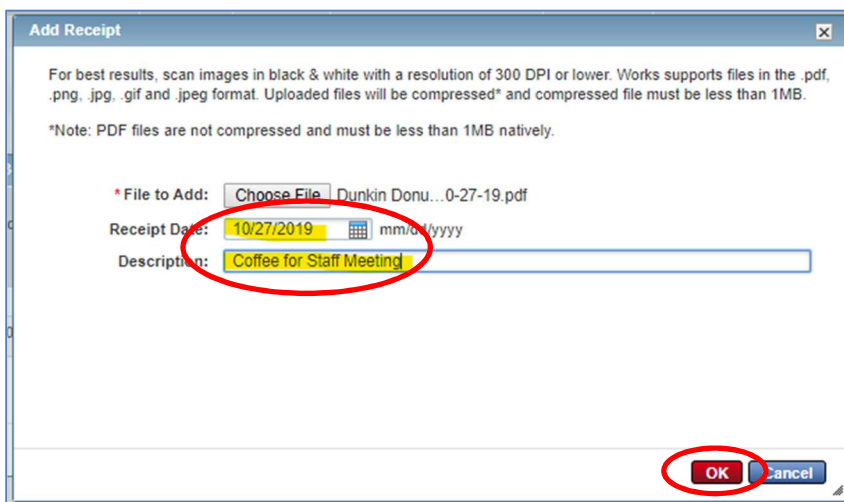 Add Receipt
For best results, scan images in black & white with a resolution of 300 DPI or lower. Works supports files in the .pdf,
.png, .jpg, .gif and .jpeg format. Uploaded files will be compressed* and compressed file must be less than 1MB.
*Note: PDF files are not compressed and must be less than 1MB natively.
* File to Add: Choose File Dunkin Donu...0-27-19.pdf
Receipt Date: 10/27/2019 mm/dd/yyyy
Description: Coffee for Staff Meeting
OK Cancel